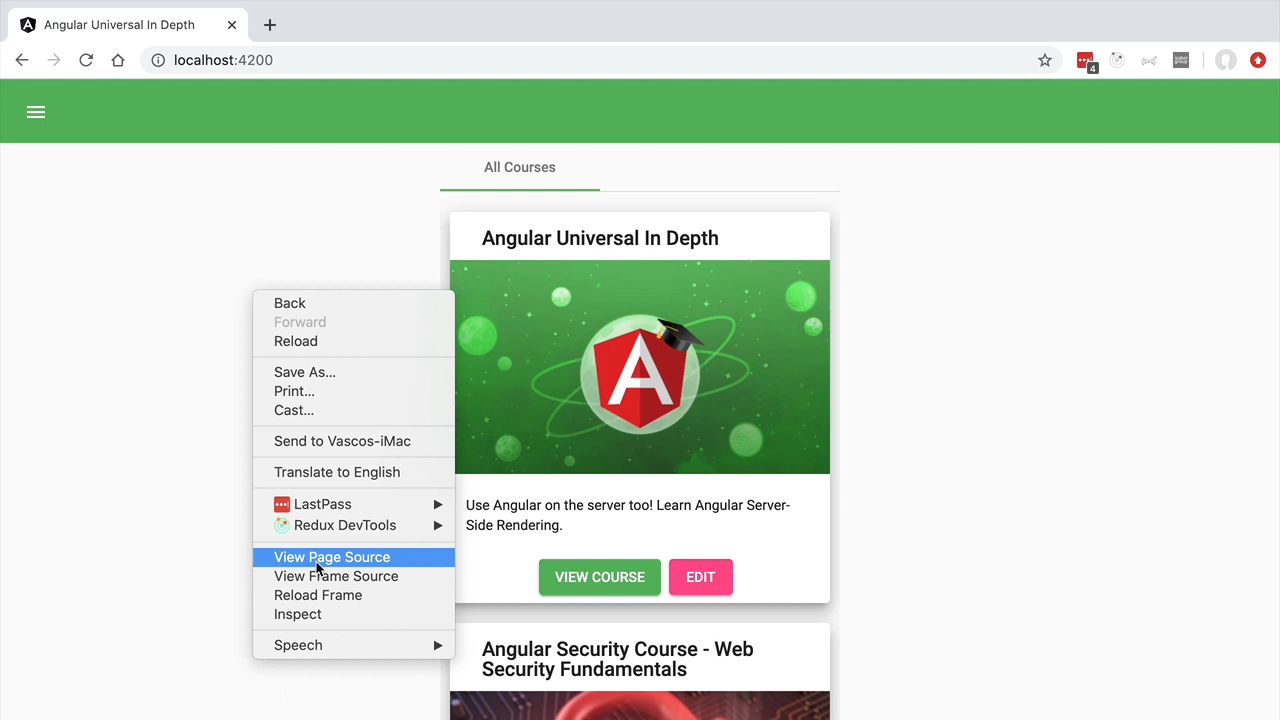 Angular Universal In Depth
localhost:4200
4
All Courses
Angular Universal In Depth
Back
Forward
Reload
Save As...
Print...
Cast...
Send to Vascos-iMac
Translate to English
LastPass
Redux DevTools
View Page Source
View Frame Source
Reload Frame
Inspect
Speech
Use Angular on the server too! Learn Angular Server-
Side Rendering.
VIEW COURSE
EDIT
Angular Security Course - Web
Security Fundamentals